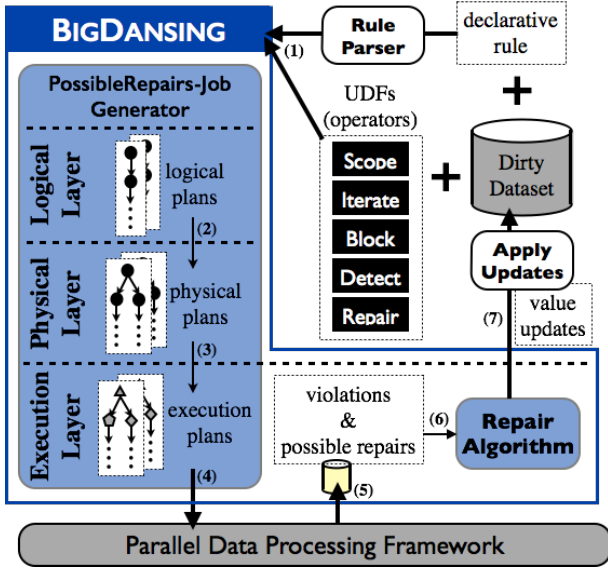 BIGDANSING
(1)
Rule
Parser
declarative
rule
PossibleRepairs-Job
Generator
UDFs
(operators)
+
Scope
Iterate
Block
Detect
Repair
+
Dirty
Dataset
Logical
Layer
logical
plans
(2)
Apply
Updates
(7)
value
updates
Physical
Layer
physical
plans
(3)
Execution
Layer
execution
plans
(4)
violations
&
possible repairs
(5)
(6)
Repair
Algorithm
Parallel Data Processing Framework